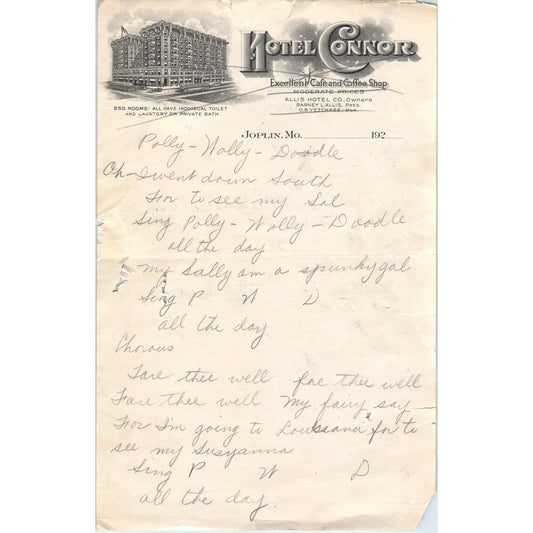 HOTEL CONNOR
Excellent Cafe and Coffee Shop
MODERATE PRICES
ALLIS HOTEL CO. Owners
BARNEY L. ALLIS, Pres.
250 ROOMS: ALL HAVE INDIVIDUAL TOILET
AND LAVATORY OR PRIVATE BATH
JOPLIN, MO. 192
Polly-Wolly-Doodle
Oh-I went down South
For to see my Sal
Sing Polly-Wolly-Doodle
all the day
My Sally am a spunky gal
Sing P W D
all the day
Chorous
Fare thee well fare thee well
Fare thee well My fairy fay
For I'm going to Louisiana for to
see my Susyanna
Sing P W D
all the day.